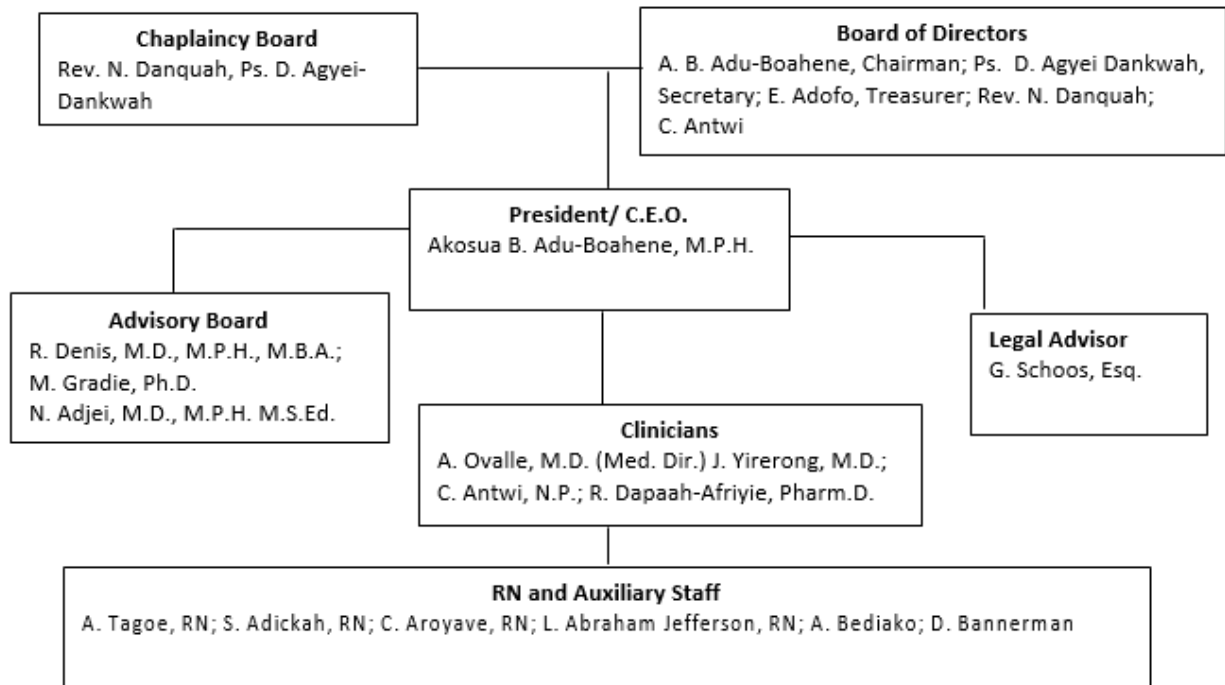 Chaplaincy Board
Rev. N. Danquah, Ps. D. Agyei-
Dankwah
Board of Directors
A. B. Adu-Boahene, Chairman; Ps. D. Agyei Dankwah,
Secretary; E. Adofo, Treasurer; Rev. N. Danquah;
C. Antwi
President/ C.E.O.
Akosua B. Adu-Boahene, M.P.H.
Advisory Board
R. Denis, M.D., M.P.H., M.B.A.;
M. Gradie, Ph.D.
N. Adjei, M.D., M.P.H. M.S.Ed.
Legal Advisor
G. Schoos, Esq.
Clinicians
A. Ovalle, M.D. (Med. Dir.) J. Yirerong, M.D.;
C. Antwi, N.P.; R. Dapaah-Afriyie, Pharm.D.
RN and Auxiliary Staff
A. Tagoe, RN; S. Adickah, RN; C. Aroyave, RN; L. Abraham Jefferson, RN; A. Bediako; D. Bannerman